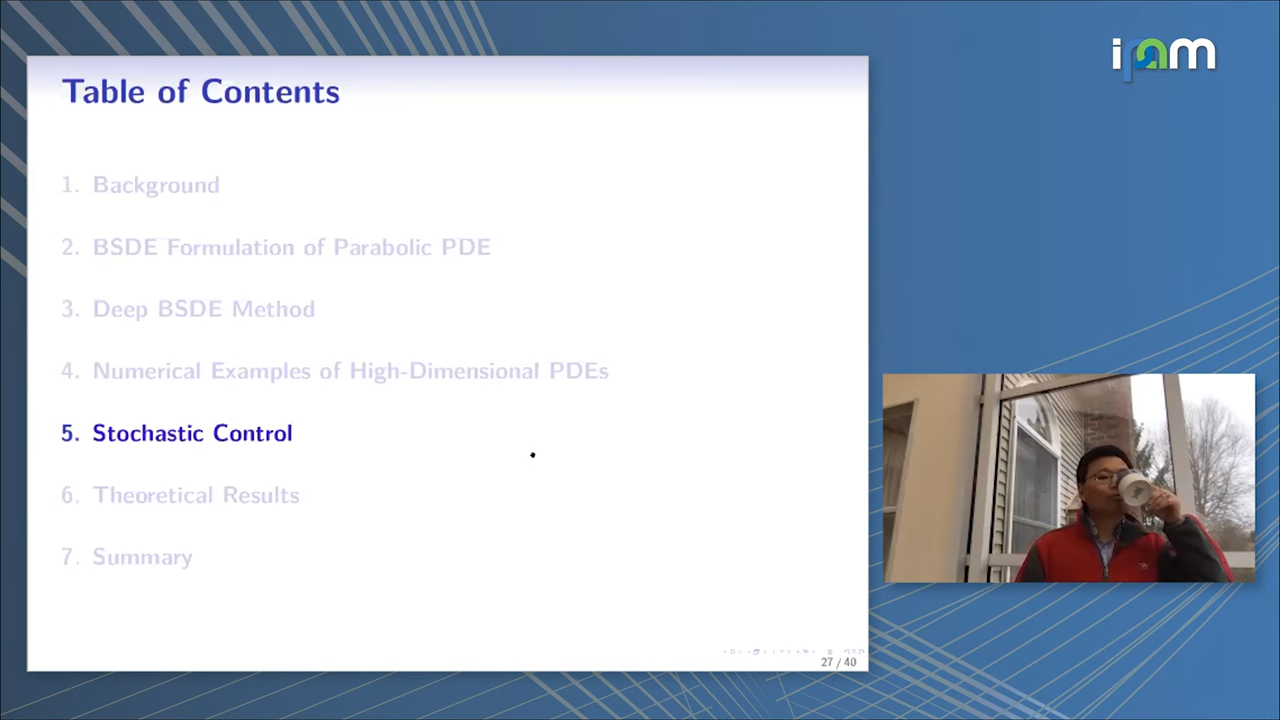 ipam
Table of Contents
1. Background
2. BSDE Formulation of Parabolic PDE
3. Deep BSDE Method
4. Numerical Examples of High-Dimensional PDEs
5. Stochastic Control
6. Theoretical Results
7. Summary
27 / 40